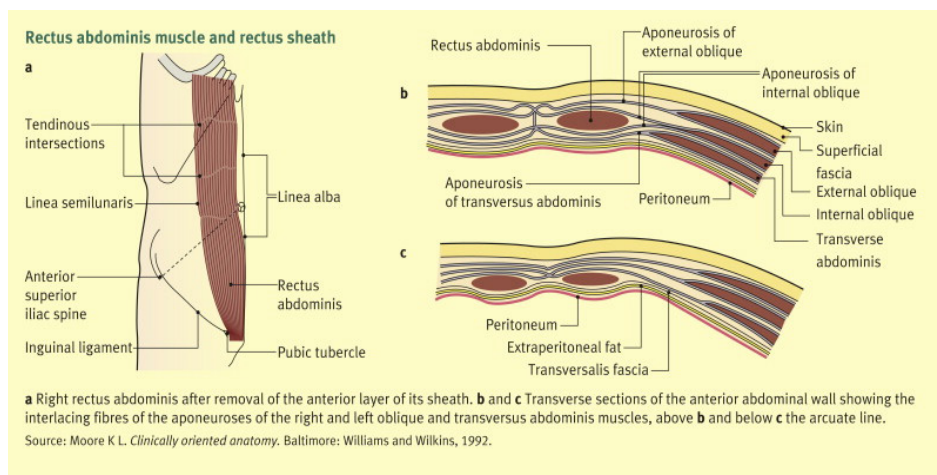 Rectus abdominis muscle and rectus sheath
a
Tendinous
intersections
Linea semilunaris
Linea alba
Anterior
superior
iliac spine
Rectus
abdominis
Inguinal ligament
Pubic tubercle
b
Rectus abdominis
Aponeurosis of
external oblique
Aponeurosis of
internal oblique
Skin
Superficial
fascia
External oblique
Internal oblique
Transverse
abdominis
Aponeurosis
of transversus abdominis
Peritoneum
c
Peritoneum
Extraperitoneal fat
Transversalis fascia
a Right rectus abdominis after removal of the anterior layer of its sheath. b and c Transverse sections of the anterior abdominal wall showing the
interlacing fibres of the aponeuroses of the right and left oblique and transversus abdominis muscles, above b and below c the arcuate line.
Source: Moore K L. Clinically oriented anatomy. Baltimore: Williams and Wilkins, 1992.